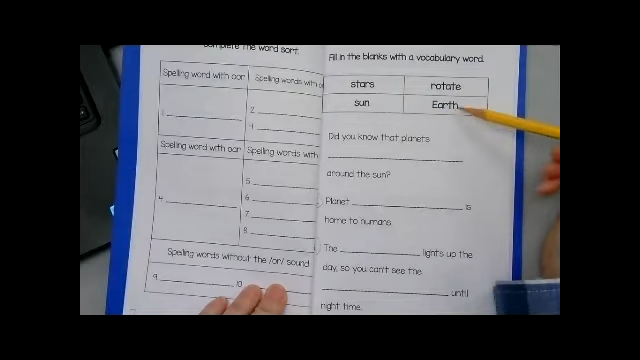 Complete the word sort.
Spelling word with oar
Spelling words with
1.
2.
4.
Spelling word with oar
Spelling words with
4.
5.
6.
7.
8.
Spelling words without the /or/ sound
9.
10
Fill in the blanks with a vocabulary word.
stars
rotate
sun
Earth
Did you know that planets
around the sun?
Planet is
home to humans.
The lights up the
day, so you can't see the
until
night time.